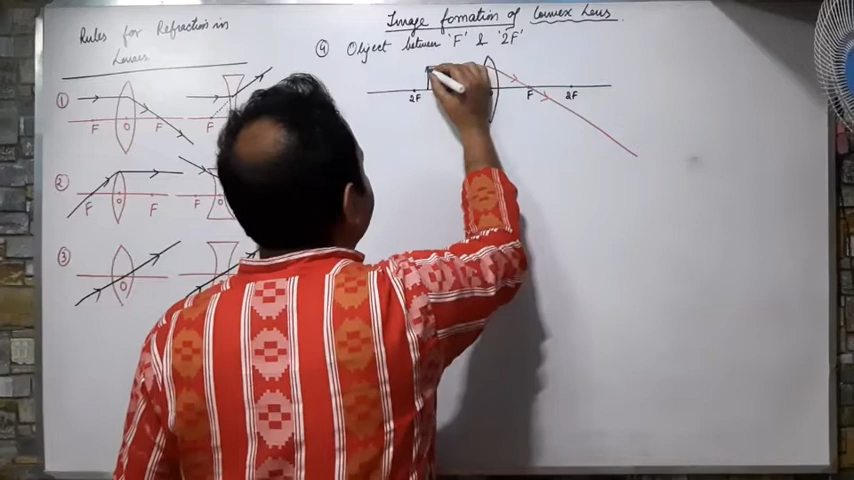 Image formation of Convex Lens
Rules for Refraction in
Lenses
④ Object between 'F' & '2F'
①
F O F
F
2F
F 2F
②
F F
F
③